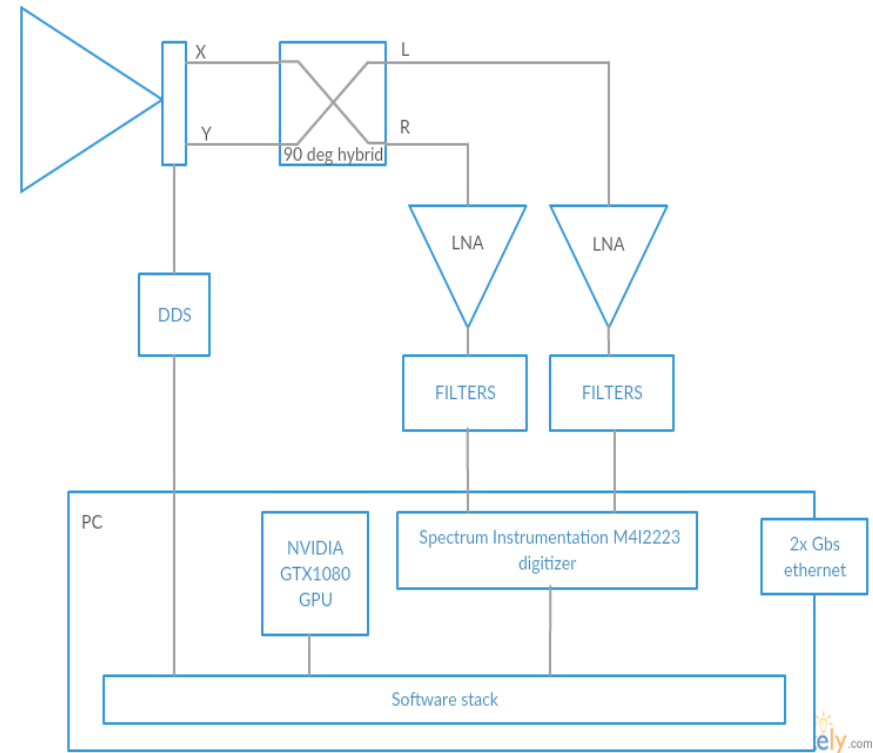 X
L
Y
R
90 deg hybrid
LNA
LNA
DDS
FILTERS
FILTERS
PC
NVIDIA
GTX1080
GPU
Spectrum Instrumentation M4I2223
digitizer
2x Gbs
ethernet
Software stack
ely.com